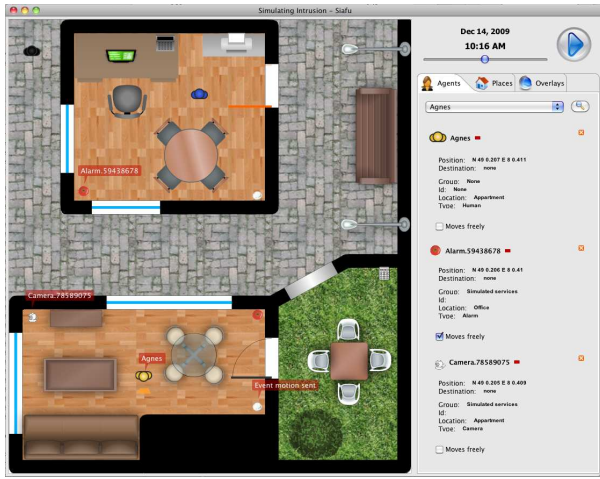 Simulating Intrusion – Siafu
Dec 14, 2009
10:16 AM
Agents
Places
Overlays
Agnes
Agnes
Position: N 49 0.207 E 8 0.411
Destination: none
Group: None
Id: None
Location: Appartment
Type: Human
Moves freely
Alarm.59438678
Position: N 49 0.206 E 8 0.41
Destination: none
Group: Simulated services
Id:
Location: Office
Type: Alarm
Moves freely
Camera.78589075
Position: N 49 0.205 E 8 0.409
Destination: none
Group: Simulated services
Id:
Location: Appartment
Type: Camera
Moves freely
Alarm.59438678
Camera.78589075
Agnes
Event motion sent